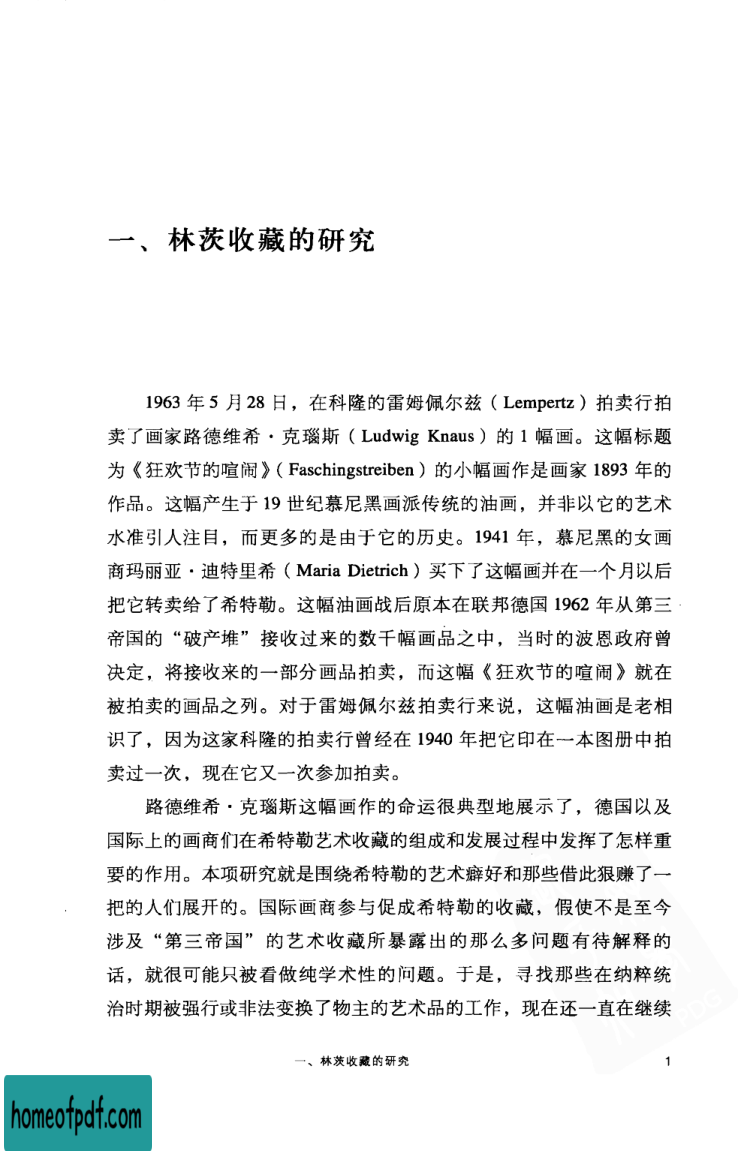 一、林茨收藏的研究
1963 年 5 月 28 日，在科隆的雷姆佩尔兹（Lempertz）拍卖行拍
卖了画家路德维希·克瑙斯（Ludwig Knaus）的 1 幅画。这幅标题
为《狂欢节的喧闹》（Faschingstreiben）的小幅画作是画家 1893 年的
作品。这幅产生于 19 世纪慕尼黑画派传统的油画，并非以它的艺术
水准引人注目，而更多的是由于它的历史。1941 年，慕尼黑的女画
商玛丽亚·迪特里希（Maria Dietrich）买下了这幅画并在一个月以后
把它转卖给了希特勒。这幅油画战后原本在联邦德国 1962 年从第三
帝国的“破产堆”接收过来的数千幅画品之中，当时的波恩政府曾
决定，将接收来的一部分画品拍卖，而这幅《狂欢节的喧闹》就在
被拍卖的画品之列。对于雷姆佩尔兹拍卖行来说，这幅油画是老相
识了，因为这家科隆的拍卖行曾经在 1940 年把它印在一本图册中拍
卖过一次，现在它又一次参加拍卖。
路德维希·克瑙斯这幅画作的命运很典型地展示了，德国以及
国际上的画商们在希特勒艺术收藏的组成和发展过程中发挥了怎样重
要的作用。本项研究就是围绕希特勒的艺术癖好和那些借此狠赚了一
把的人们展开的。国际画商参与促成希特勒的收藏，假使不是至今
涉及“第三帝国”的艺术收藏所暴露出的那么多问题有待解释的
话，就很可能只被看做纯学术性的问题。于是，寻找那些在纳粹统
治时期被强行或非法变换了物主的艺术品的工作，现在还一直在继续
一、林茨收藏的研究 1
homeofpdf.com